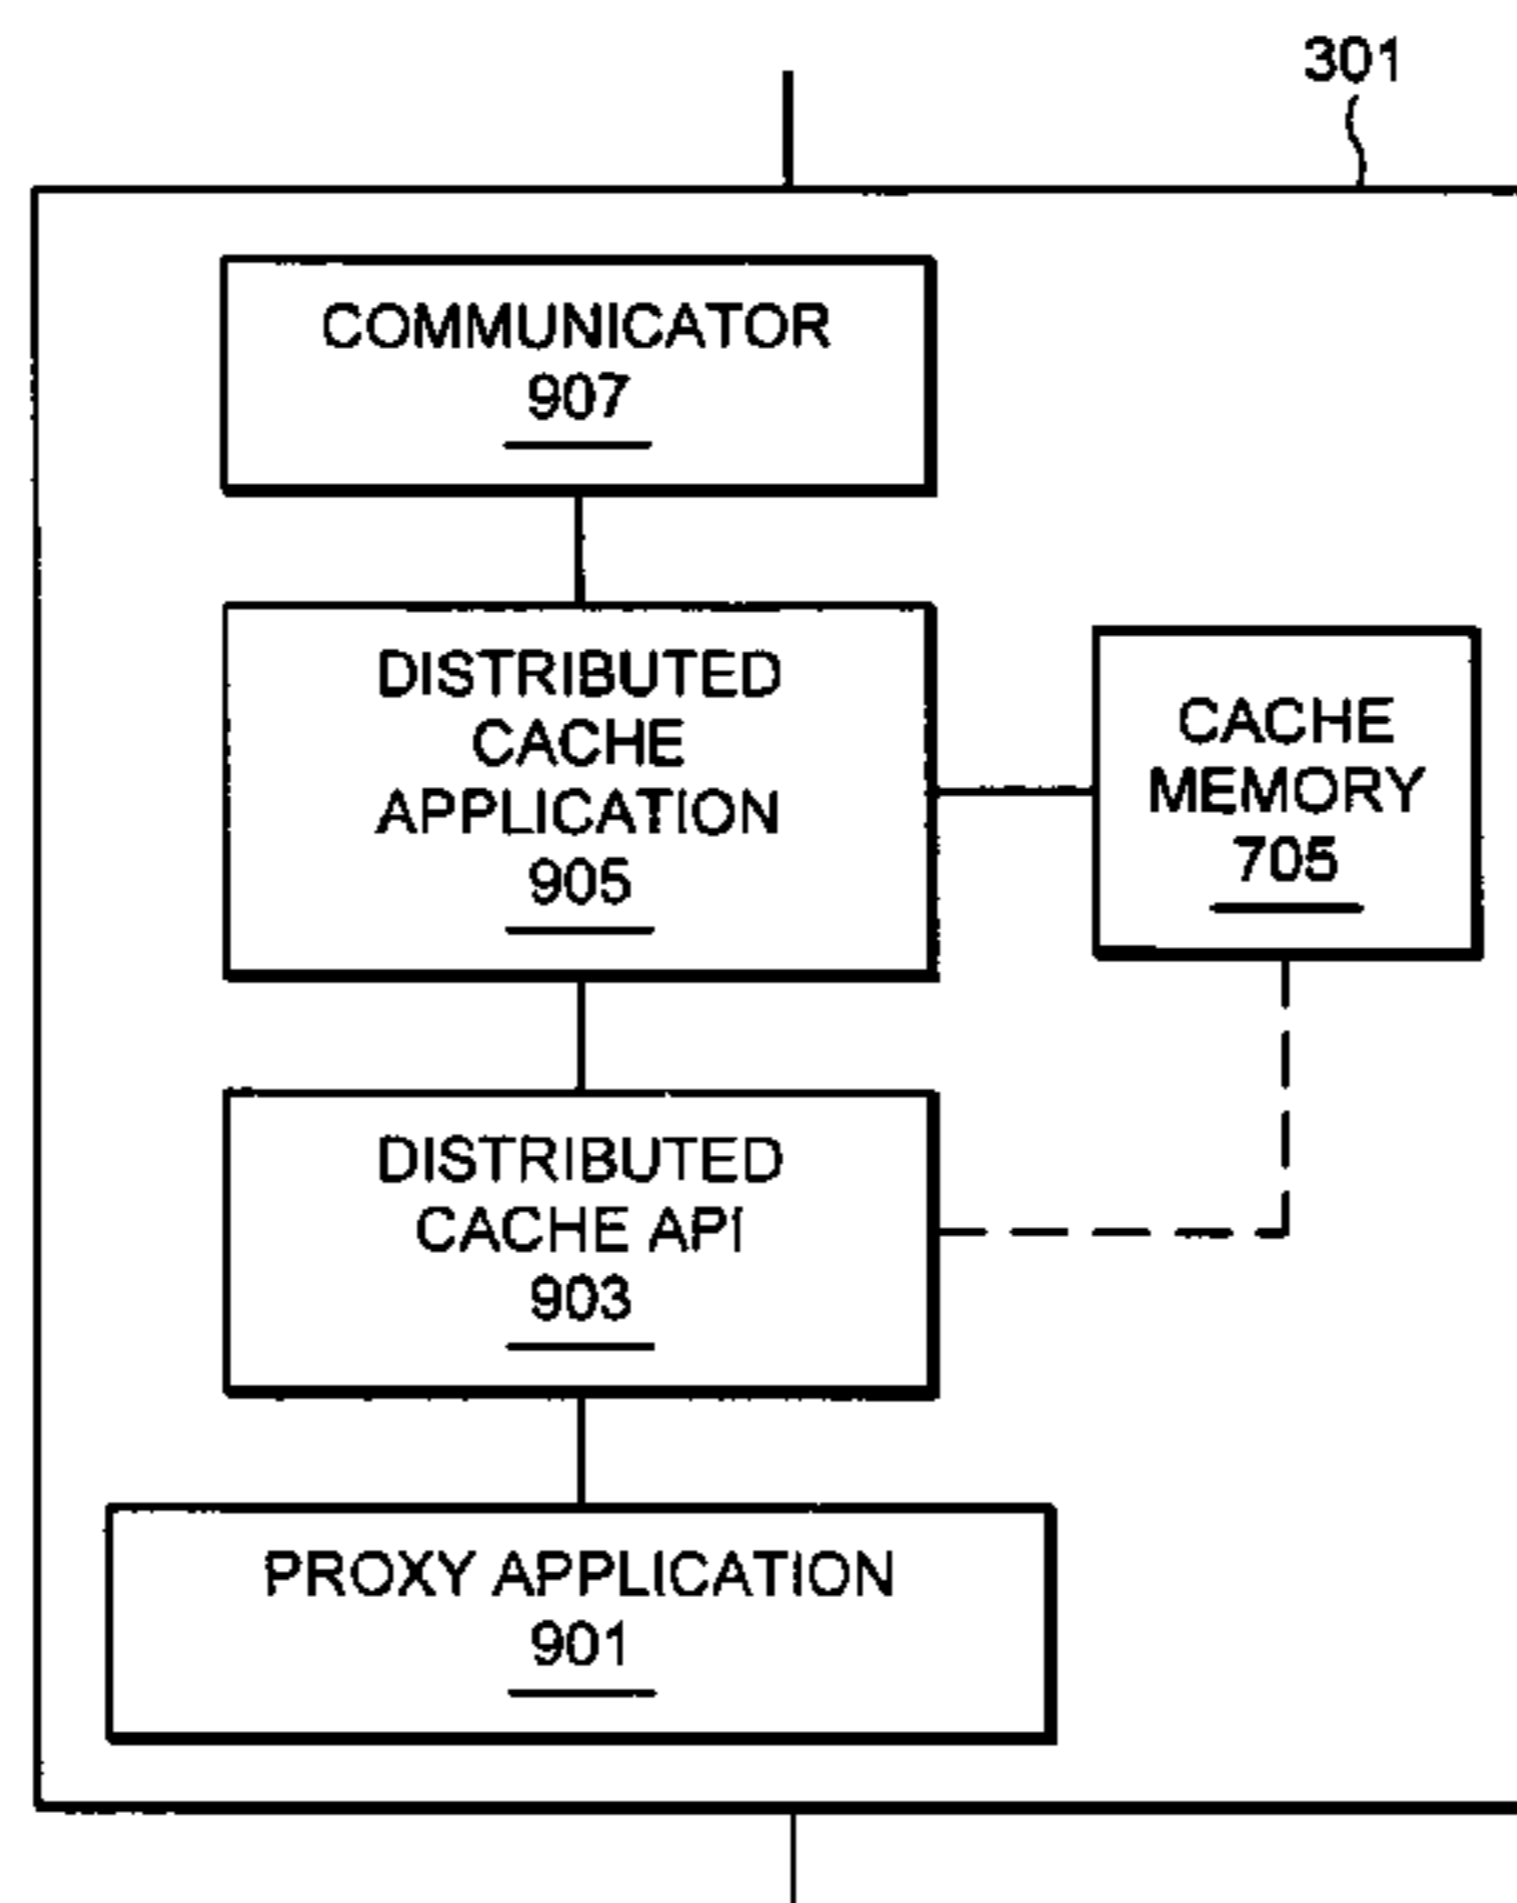 301
COMMUNICATOR
907
DISTRIBUTED
CACHE
APPLICATION
905
CACHE
MEMORY
705
DISTRIBUTED
CACHE API
903
PROXY APPLICATION
901